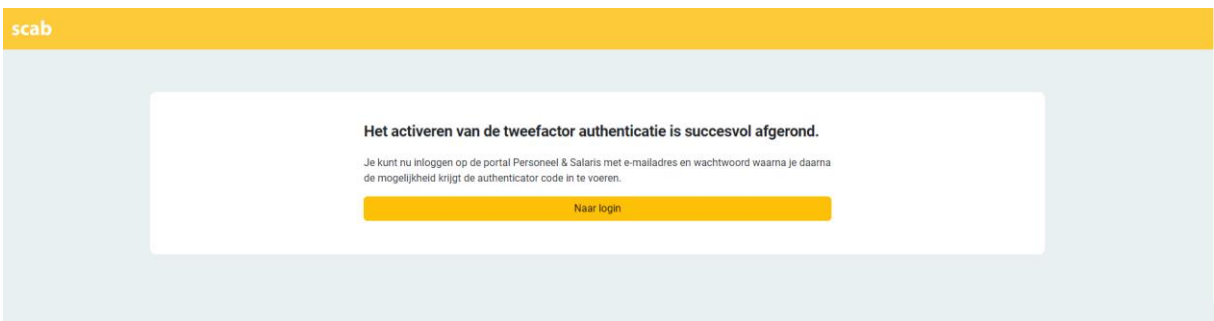 scab
Het activeren van de tweefactor authenticatie is succesvol afgerond.
Je kunt nu inloggen op de portal Personeel & Salaris met e-mailadres en wachtwoord waarna je daarna
de mogelijkheid krijgt de authenticator code in te voeren.
Naar login